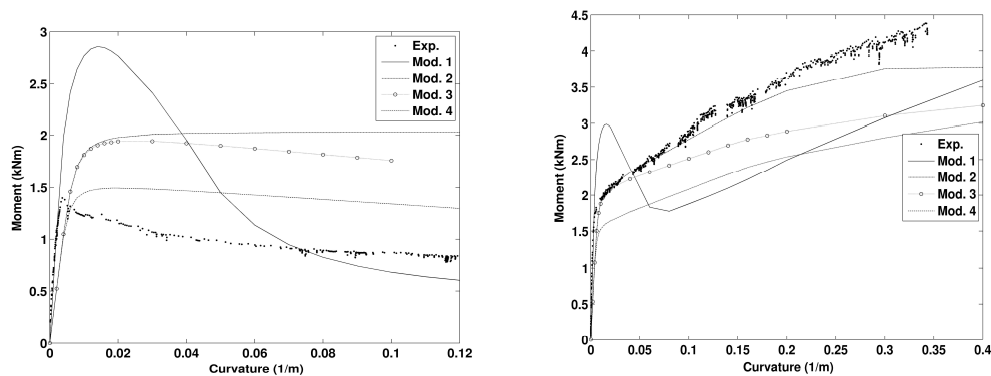 3
2.5
2
1.5
1
0.5
0
Moment (kNm)
0 0.02 0.04 0.06 0.08 0.1 0.12
Curvature (1/m)
Exp.
Mod. 1
Mod. 2
Mod. 3
Mod. 4
4.5
4
3.5
3
2.5
2
1.5
1
0.5
0
Moment (kNm)
0 0.05 0.1 0.15 0.2 0.25 0.3 0.35 0.4
Curvature (1/m)
Exp.
Mod. 1
Mod. 2
Mod. 3
Mod. 4